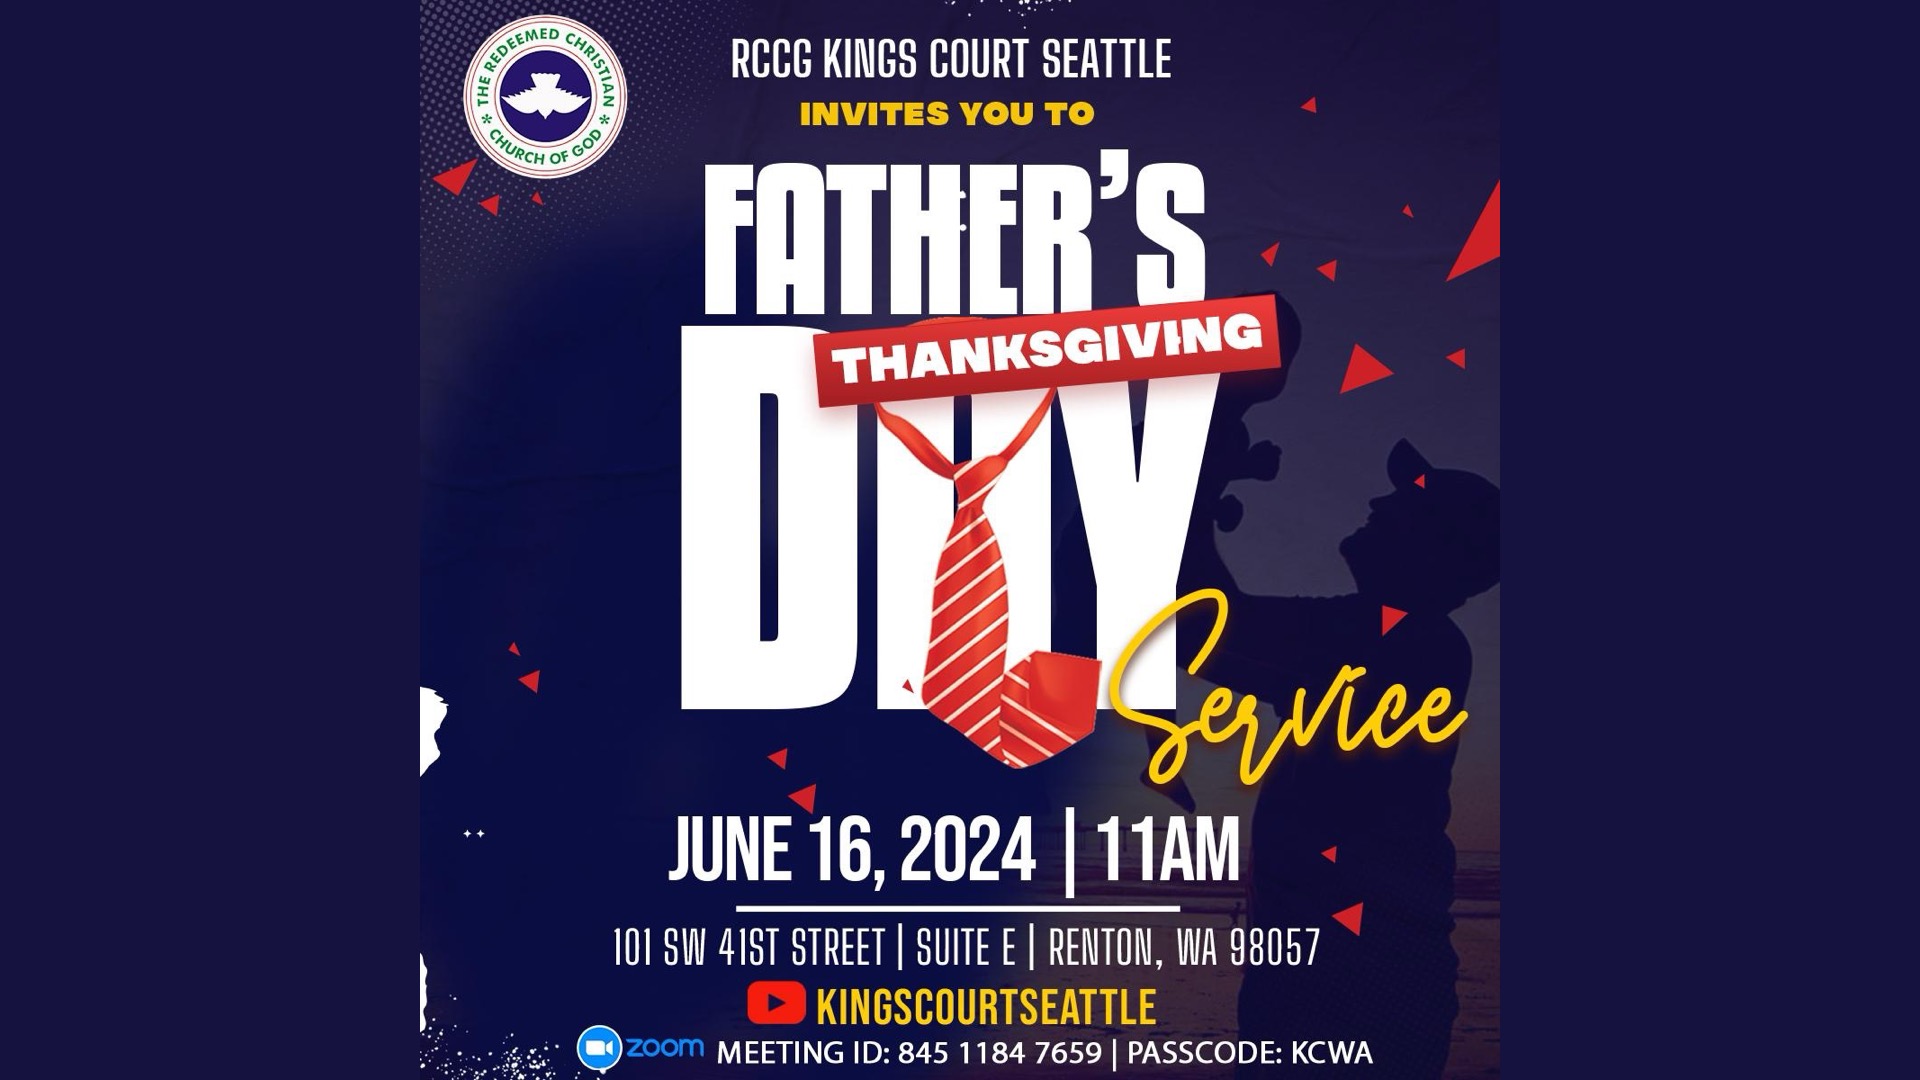 THE REDEEMED CHRISTIAN
* CHURCH OF GOD *
RCCG KINGS COURT SEATTLE
INVITES YOU TO
FATHER'S
THANKSGIVING
DAY
Service
JUNE 16, 2024 | 11AM
101 SW 41ST STREET | SUITE E | RENTON, WA 98057
KINGSCOURTSEATTLE
zoom MEETING ID: 845 1184 7659 | PASSCODE: KCWA